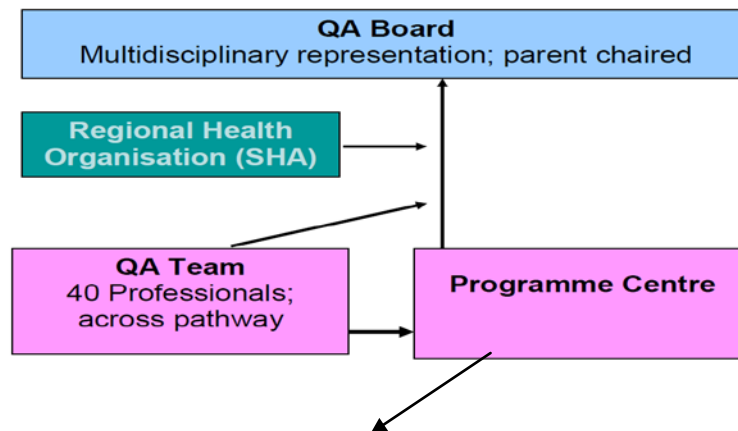 QA Board
Multidisciplinary representation; parent chaired
Regional Health
Organisation (SHA)
QA Team
40 Professionals;
across pathway
Programme Centre